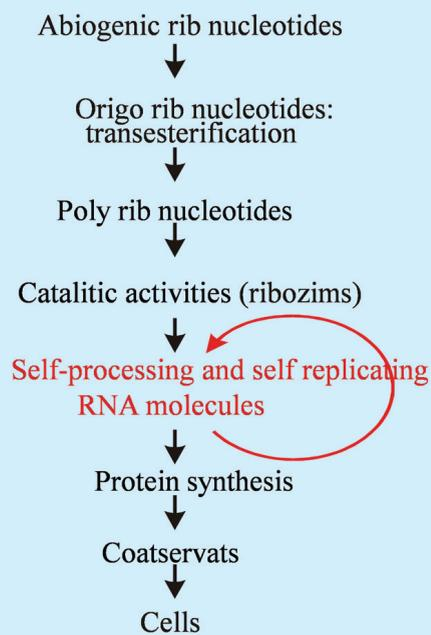 Abiogenic rib nucleotides
Origo rib nucleotides:
transesterification
Poly rib nucleotides
Catalitic activities (ribozims)
Self-processing and self replicating
RNA molecules
Protein synthesis
Coatservats
Cells